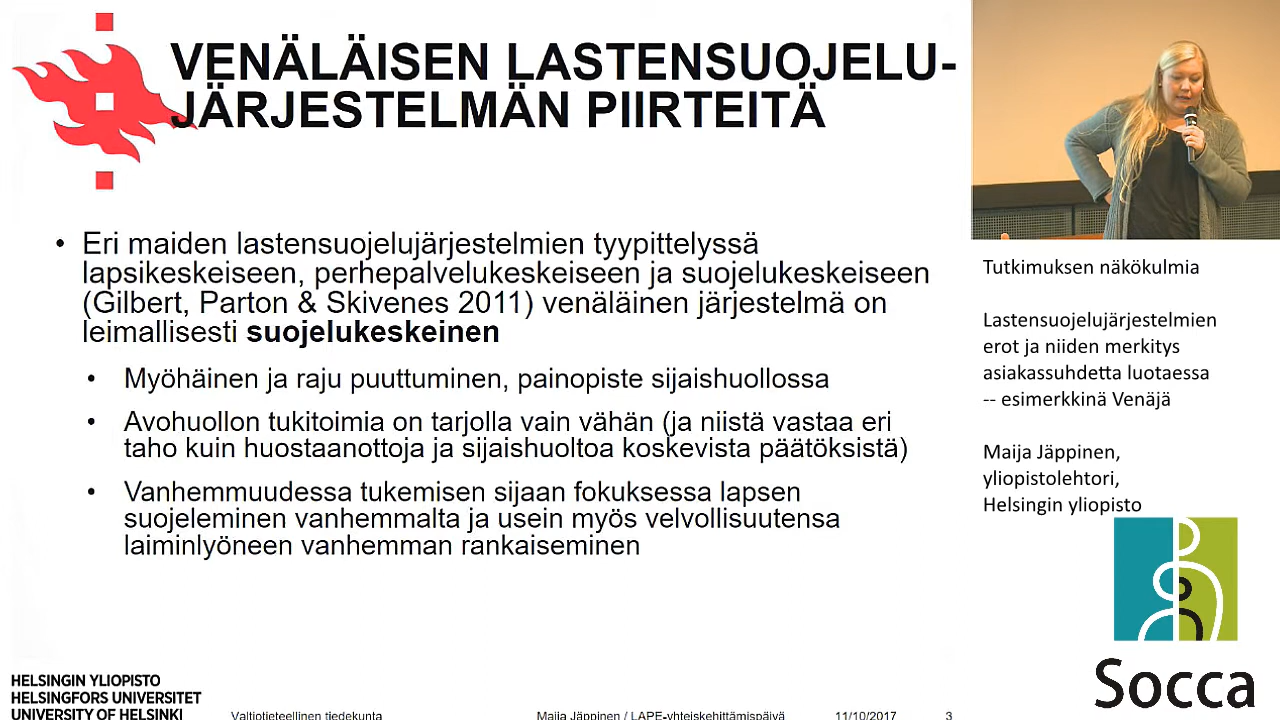 VENÄLÄISEN LASTENSUOJELU-
JÄRJESTELMÄN PIIRTEITÄ
• Eri maiden lastensuojelujärjestelmien tyypittelyssä
lapsikeskeiseen, perhepalvelukeskeiseen ja suojelukeskeiseen
(Gilbert, Parton & Skivenes 2011) venäläinen järjestelmä on
leimallisesti suojelukeskeinen
• Myöhäinen ja raju puuttuminen, painopiste sijaishuollossa
• Avohuollon tukitoimia on tarjolla vain vähän (ja niistä vastaa eri
taho kuin huostaanottoja ja sijaishuoltoa koskevista päätöksistä)
• Vanhemmuudessa tukemisen sijaan fokuksessa lapsen
suojeleminen vanhemmalta ja usein myös velvollisuutensa
laiminlyöneen vanhemman rankaiseminen
HELSINGIN YLIOPISTO
HELSINGFORS UNIVERSITET
UNIVERSITY OF HELSINKI
Valtiotieteellinen tiedekunta
Maija Jäppinen / LAPE-yhteiskehittämispäivä
11/10/2017
3
Tutkimuksen näkökulmia
Lastensuojelujärjestelmien
erot ja niiden merkitys
asiakassuhdetta luotaessa
-- esimerkkinä Venäjä
Maija Jäppinen,
yliopistolehtori,
Helsingin yliopisto
Socca